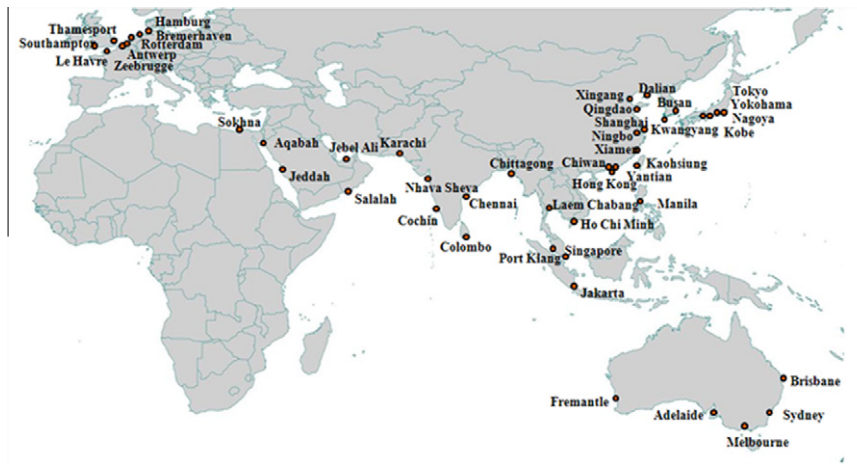 Hamburg
Thamesport
Bremerhaven
Southampton
Rotterdam
Le Havre
Antwerp
Zeebrugge
Sokhna
Aqabah
Jebel Ali
Karachi
Jeddah
Salalah
Nhava Sheva
Chennai
Cochin
Colombo
Chittagong
Xingang
Dalian
Tokyo
Qingdao
Busan
Yokohama
Shanghai
Nagoya
Ningbo
Kwangyang
Kobe
Xiamen
Chiwan
Kaohsiung
Yantian
Hong Kong
Laem Chabang
Manila
Ho Chi Minh
Singapore
Port Klang
Jakarta
Brisbane
Fremantle
Adelaide
Sydney
Melbourne